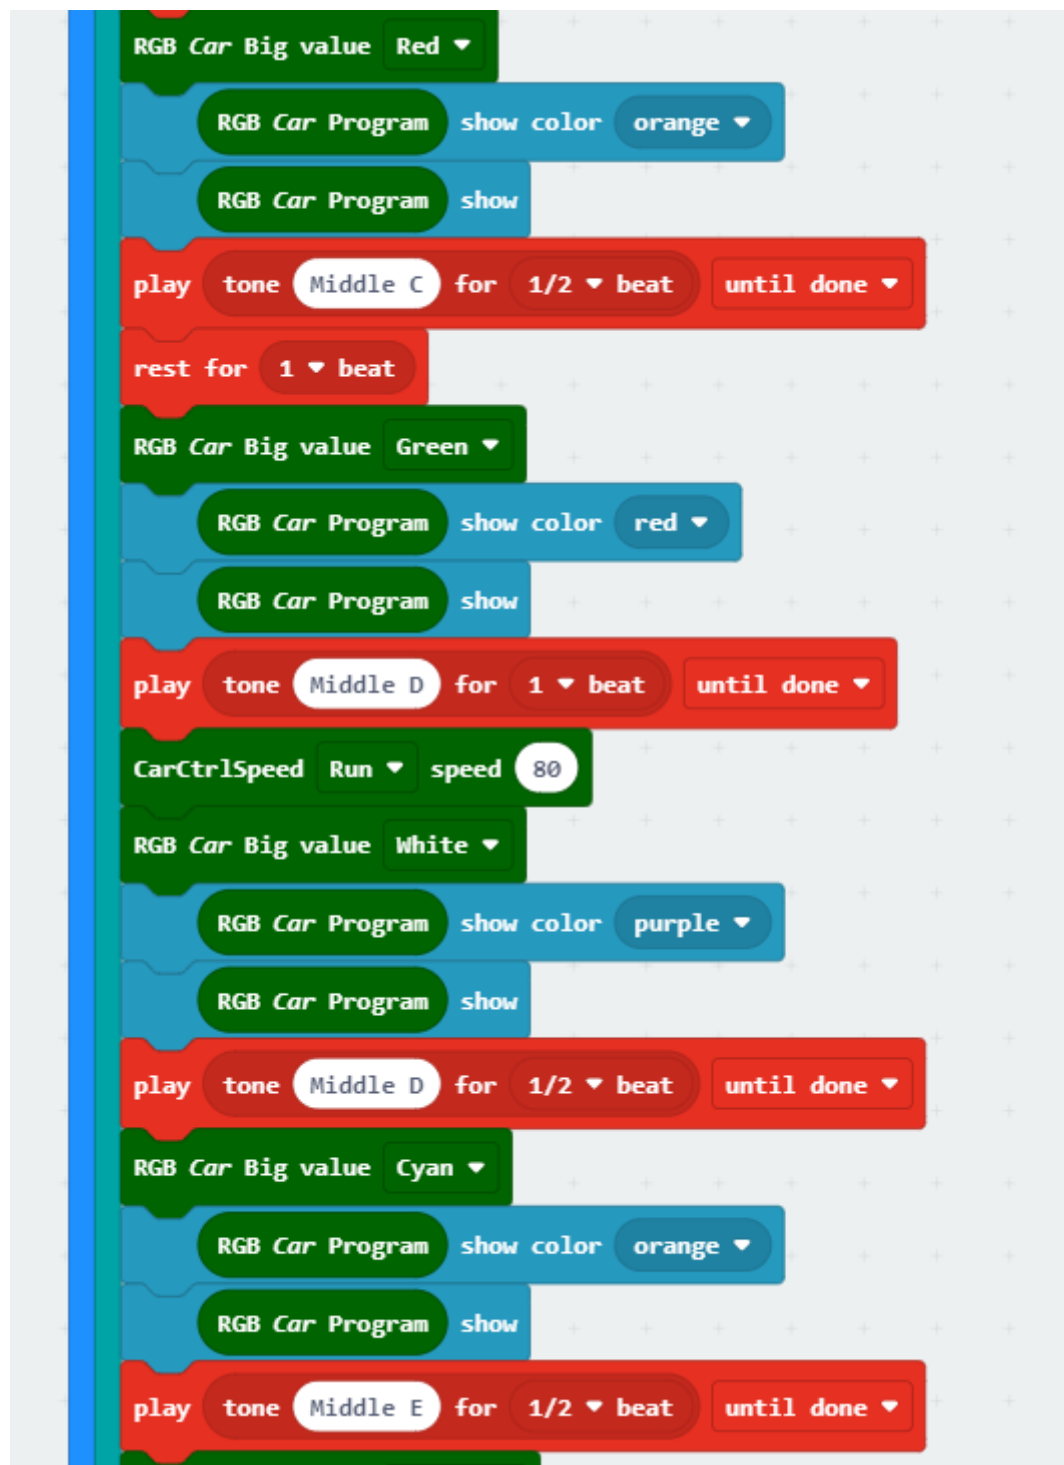 RGB Car Big value Red
RGB Car Program show color orange
RGB Car Program show
play tone Middle C for 1/2 beat until done
rest for 1 beat
RGB Car Big value Green
RGB Car Program show color red
RGB Car Program show
play tone Middle D for 1 beat until done
CarCtrlSpeed Run speed 80
RGB Car Big value White
RGB Car Program show color purple
RGB Car Program show
play tone Middle D for 1/2 beat until done
RGB Car Big value Cyan
RGB Car Program show color orange
RGB Car Program show
play tone Middle E for 1/2 beat until done